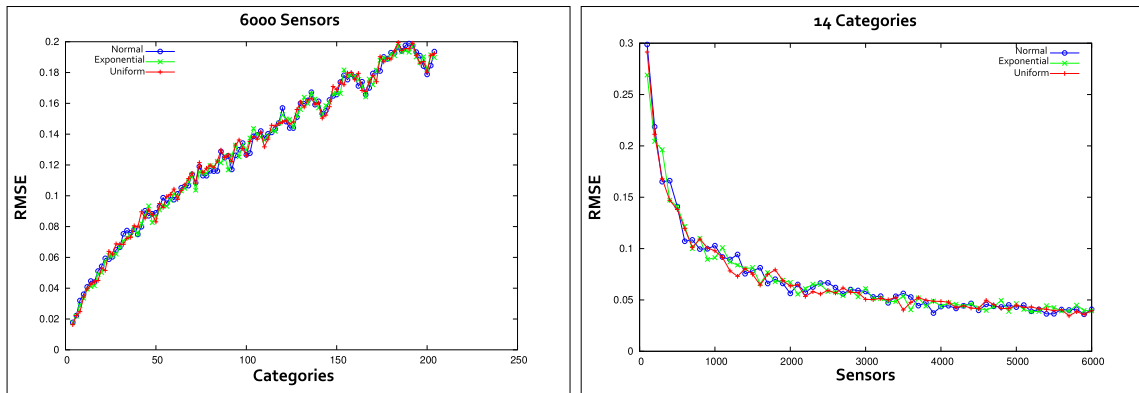 6000 Sensors
0.2
0.18
0.16
0.14
0.12
0.1
0.08
0.06
0.04
0.02
0
RMSE
Normal
Exponential
Uniform
0 50 100 150 200 250
Categories
14 Categories
0.3
0.25
0.2
0.15
0.1
0.05
0
RMSE
Normal
Exponential
Uniform
0 1000 2000 3000 4000 5000 6000
Sensors